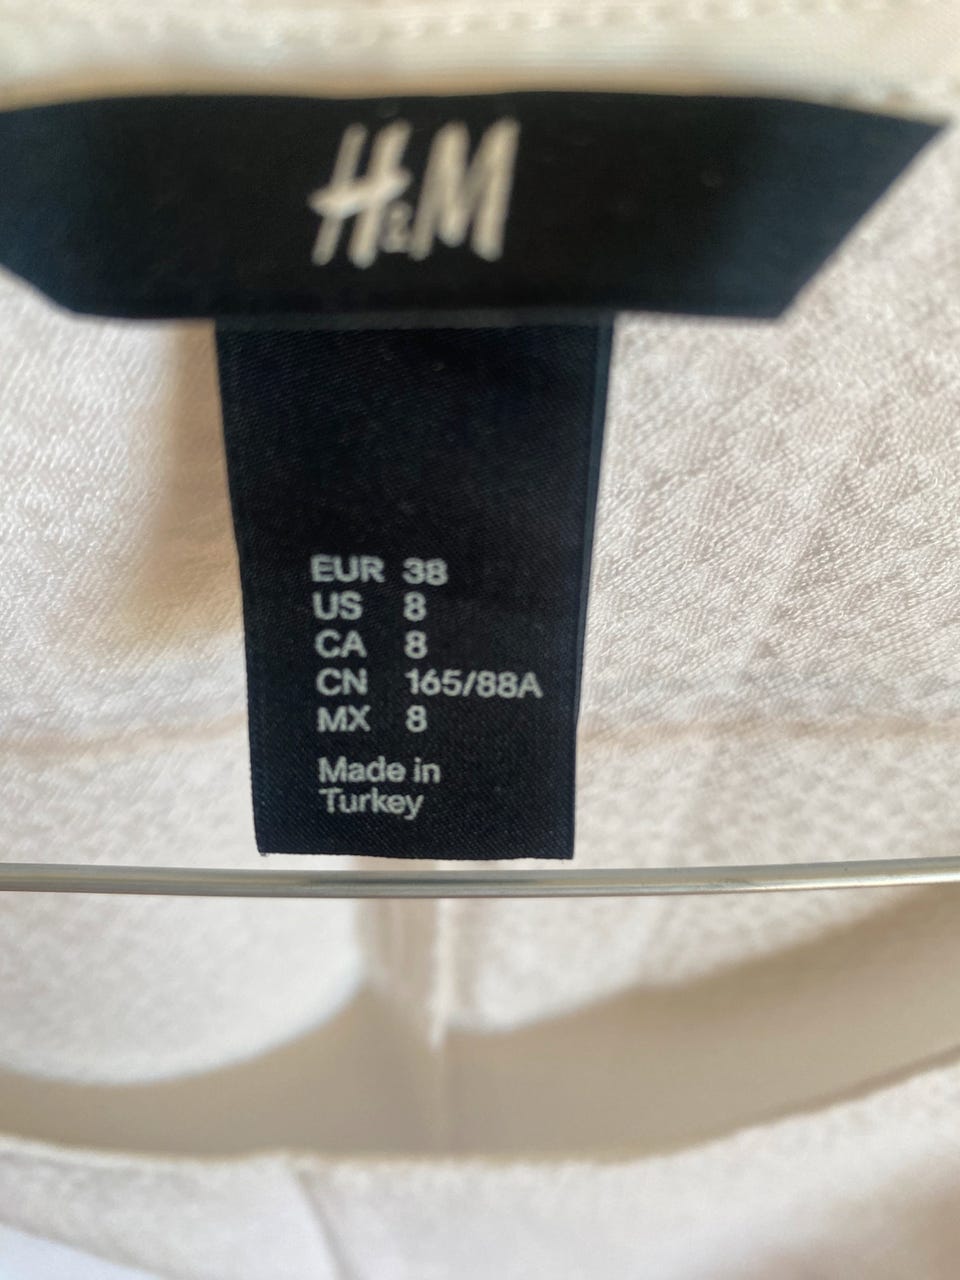 H&M
EUR 38
US 8
CA 8
CN 165/88A
MX 8
Made in
Turkey